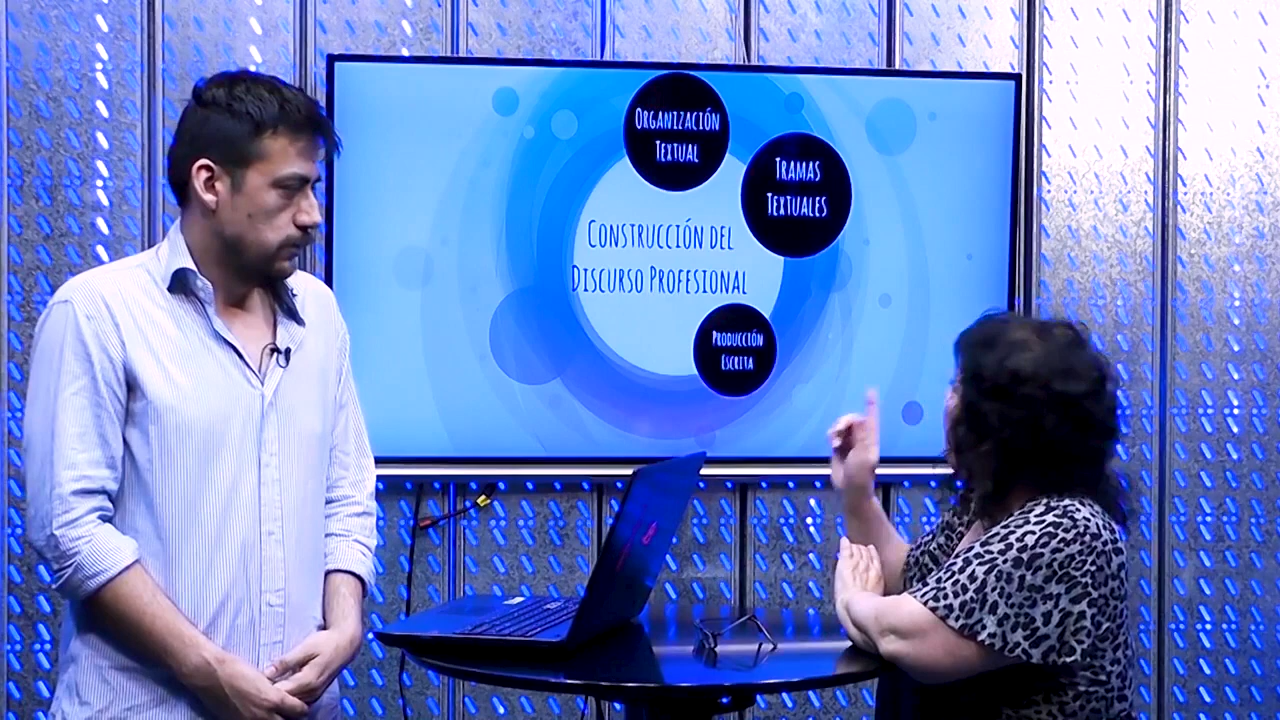 ORGANIZACIÓN
TEXTUAL
TRAMAS
TEXTUALES
CONSTRUCCIÓN DEL
DISCURSO PROFESIONAL
PRODUCCIÓN
ESCRITA